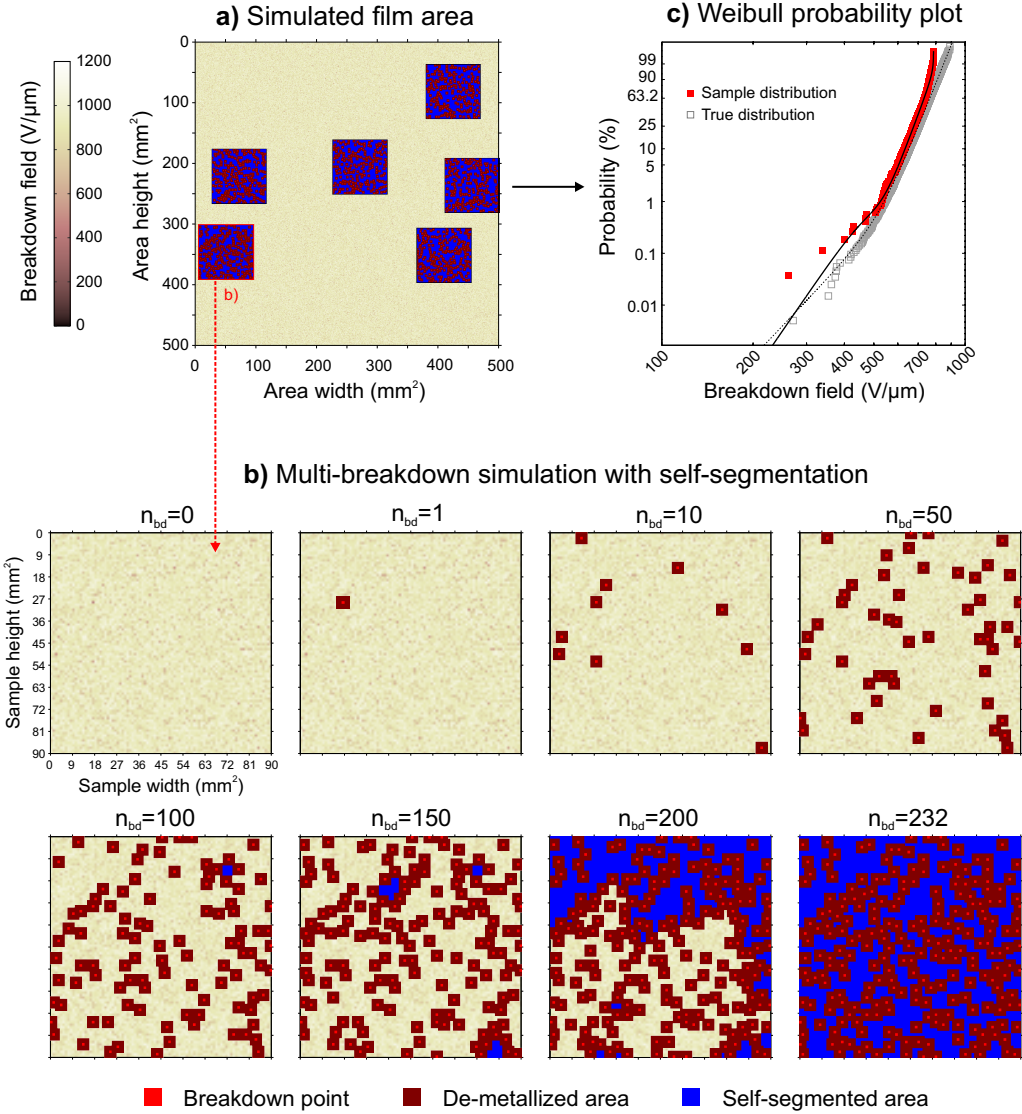 a) Simulated film area
Breakdown field (V/µm)
1200
1000
800
600
400
200
0
Area height (mm²)
0
100
200
300
400
500
b)
0 100 200 300 400 500
Area width (mm²)
c) Weibull probability plot
Probability (%)
99
90
63.2
25
10
5
1
0.1
0.01
Sample distribution
True distribution
100 200 300 400 500 700 1000
Breakdown field (V/µm)
b) Multi-breakdown simulation with self-segmentation
n_bd=0 n_bd=1 n_bd=10 n_bd=50
Sample height (mm²)
0
9
18
27
36
45
54
63
72
81
90
0 9 18 27 36 45 54 63 72 81 90
Sample width (mm²)
n_bd=100 n_bd=150 n_bd=200 n_bd=232
Breakdown point De-metallized area Self-segmented area